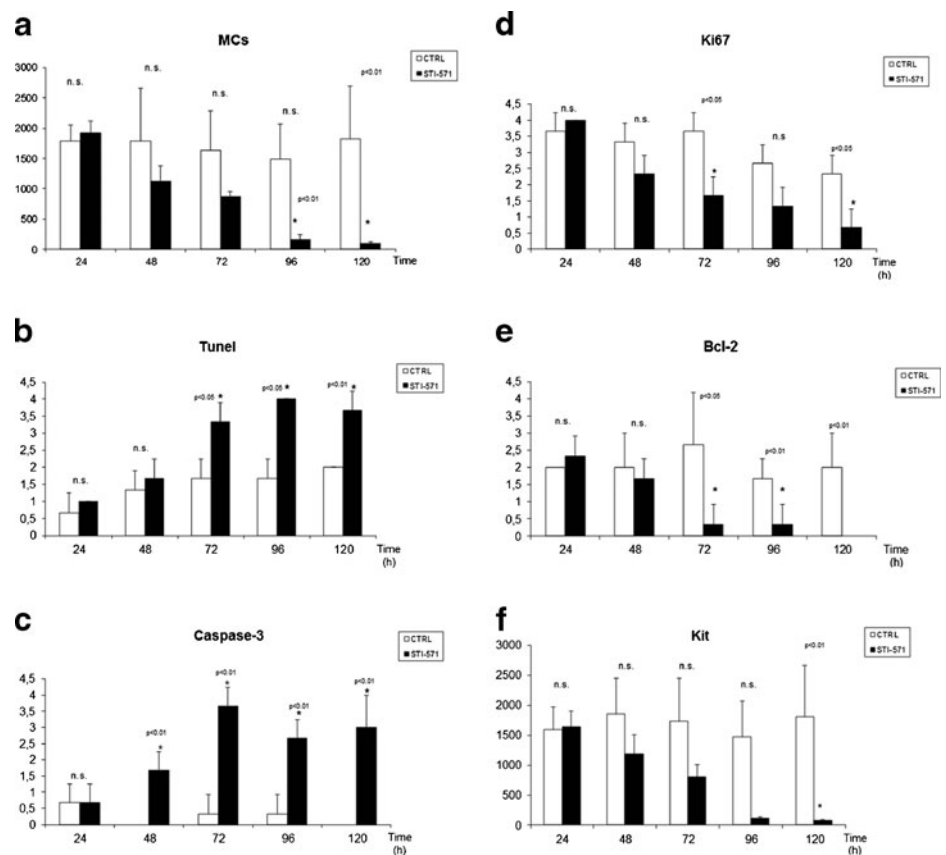 a
MCs
CTRL
STI-571
3000
2500
2000
1500
1000
500
0
n. s.
n. s.
n. s.
n. s.
p<0.01
p<0.01
*
*
24 48 72 96 120 Time
(h)
b
Tunel
CTRL
STI-571
4,5
4
3,5
3
2,5
2
1,5
1
0,5
0
n.s.
n.s.
p<0.05 *
p<0.05 *
p<0.01 *
24 48 72 96 120 Time
(h)
c
Caspase-3
CTRL
STI-571
4,5
4
3,5
3
2,5
2
1,5
1
0,5
0
n.s.
p<0.01
*
p<0.01
*
p<0.01
*
p<0.01
*
24 48 72 96 120 Time
(h)
d
Ki67
CTRL
STI-571
4,5
4
3,5
3
2,5
2
1,5
1
0,5
0
n.s.
n.s.
p<0.05
*
n.s
p<0.05
*
24 48 72 96 120 Time
(h)
e
Bcl-2
CTRL
STI-571
4,5
4
3,5
3
2,5
2
1,5
1
0,5
0
n.s.
n.s.
p<0.05
*
p<0.01
*
p<0.01
24 48 72 96 120 Time
(h)
f
Kit
CTRL
STI-571
3000
2500
2000
1500
1000
500
0
n.s.
n.s.
n.s.
n.s.
p<0.01
*
24 48 72 96 120 Time
(h)